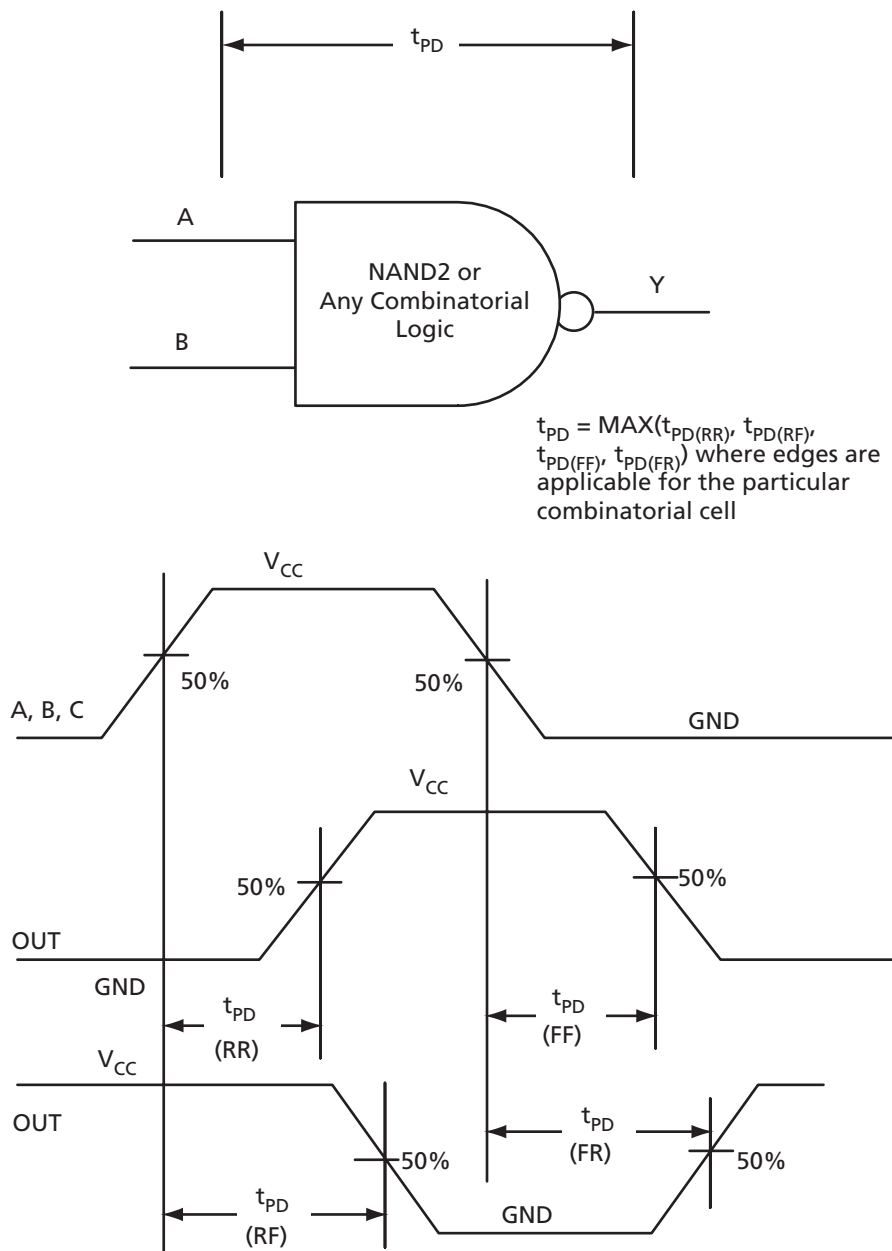 tPD
A
NAND2 or
Any Combinatorial
Logic
Y
B
tPD = MAX(tPD(RR), tPD(RF),
tPD(FF), tPD(FR)) where edges are
applicable for the particular
combinatorial cell
VCC
50%
50%
A, B, C
GND
VCC
50%
50%
OUT
GND
tPD
(RR)
tPD
(FF)
VCC
OUT
tPD
(FR)
50%
50%
tPD
(RF)
GND